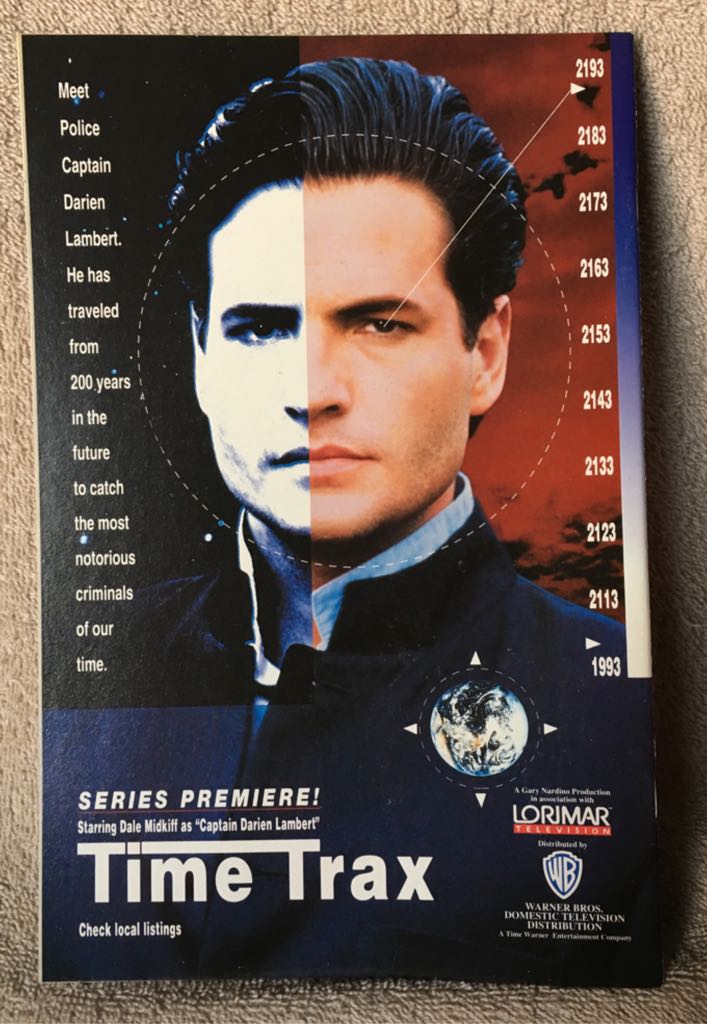 Meet
Police
Captain
Darien
Lambert.
He has
traveled
from
200 years
in the
future
to catch
the most
notorious
criminals
of our
time.
2193
2183
2173
2163
2153
2143
2133
2123
2113
1993
SERIES PREMIERE!
Starring Dale Midkiff as "Captain Darien Lambert"
Time Trax
Check local listings
A Gary Nardino Production
in association with
LORIMAR™
TELEVISION
Distributed by
WB
WARNER BROS.
DOMESTIC TELEVISION
DISTRIBUTION
A Time Warner Entertainment Company